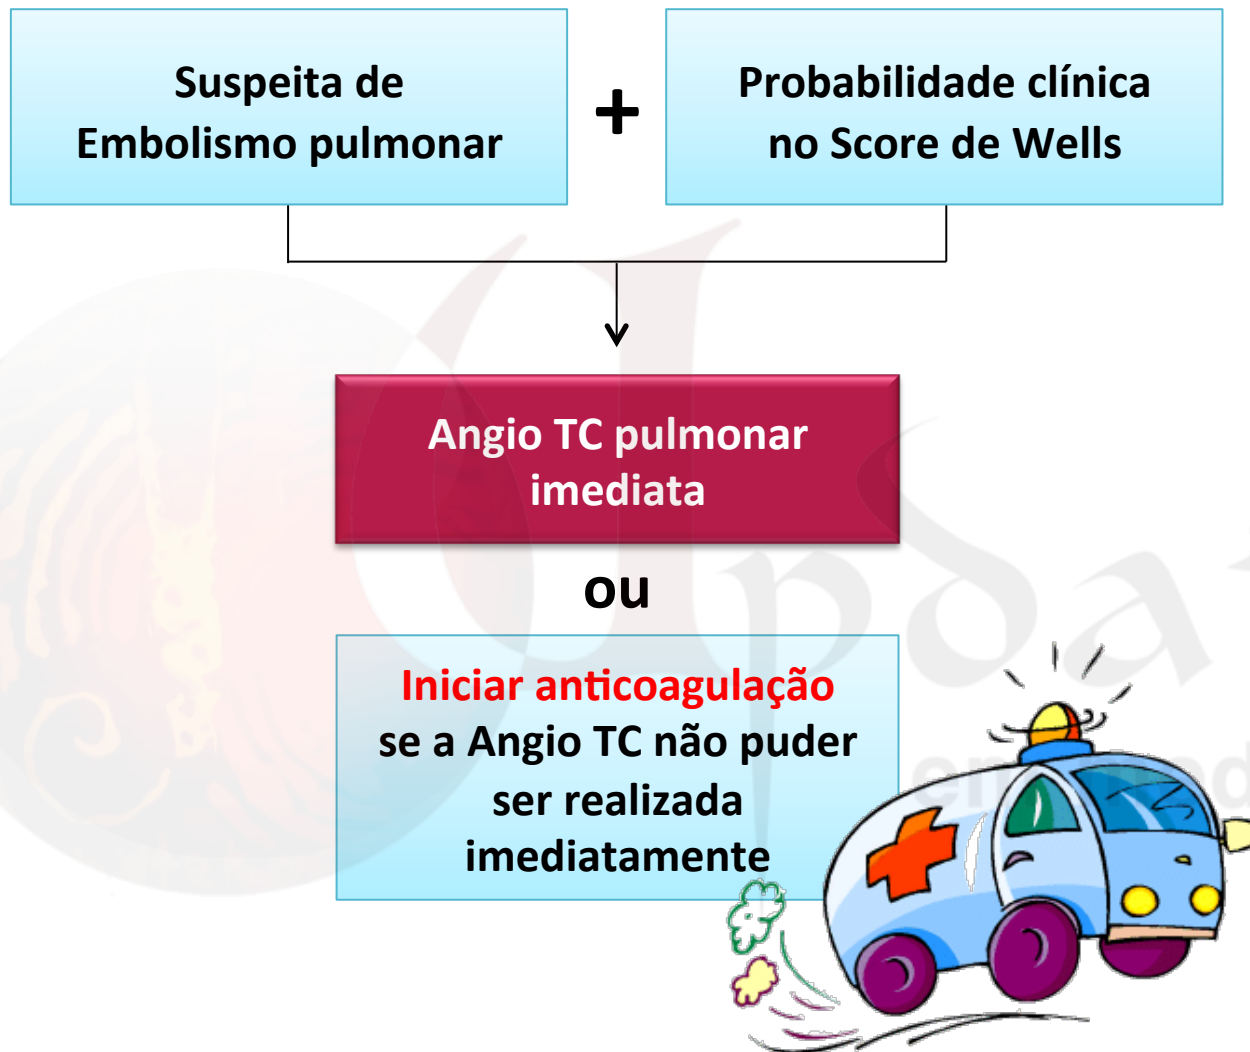 Suspeita de
Embolismo pulmonar
+
Probabilidade clínica
no Score de Wells
Angio TC pulmonar
imediata
ou
Iniciar anticoagulação
se a Angio TC não puder
ser realizada
imediatamente